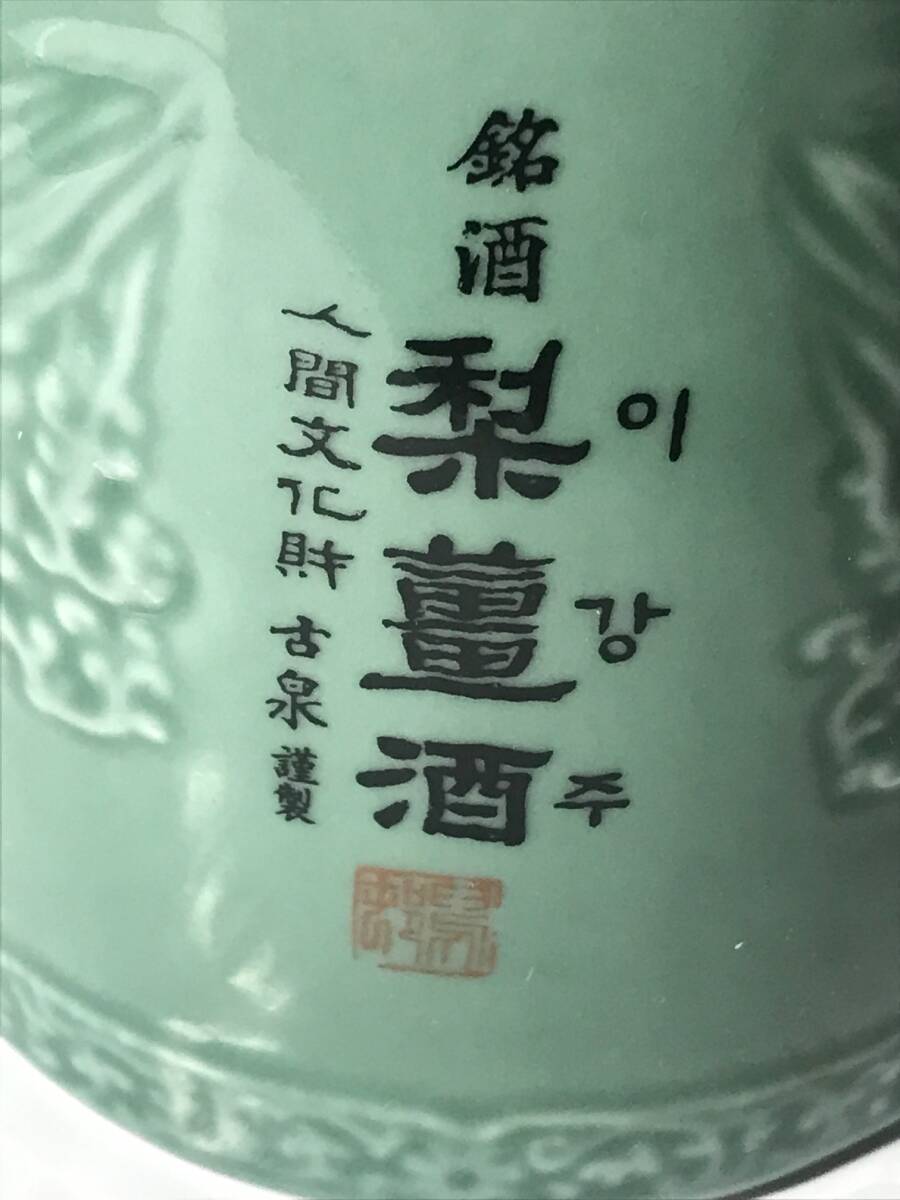 이강주
銘酒
梨薑酒
人間文化財 古泉 謹製